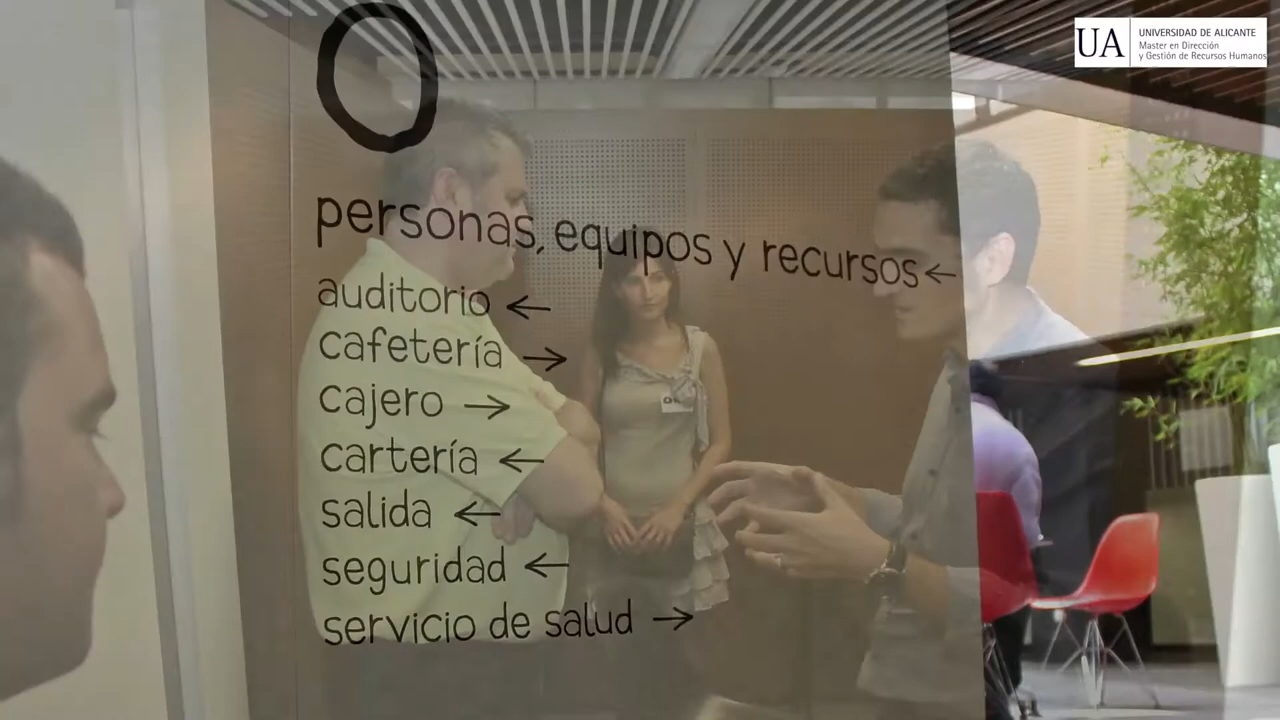 UA
UNIVERSIDAD DE ALICANTE
Master en Dirección
y Gestión de Recursos Humanos
0
personas, equipos y recursos ←
auditorio ←
cafetería →
cajero →
cartería ←
salida ←
seguridad ←
servicio de salud →